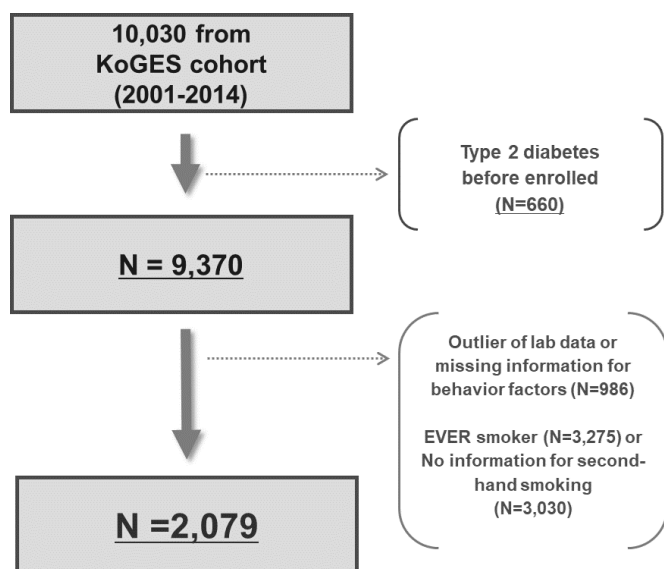 10,030 from
KoGES cohort
(2001-2014)
Type 2 diabetes
before enrolled
(N=660)
N = 9,370
Outlier of lab data or
missing information for
behavior factors (N=986)
EVER smoker (N=3,275) or
No information for second-
hand smoking
(N=3,030)
N =2,079